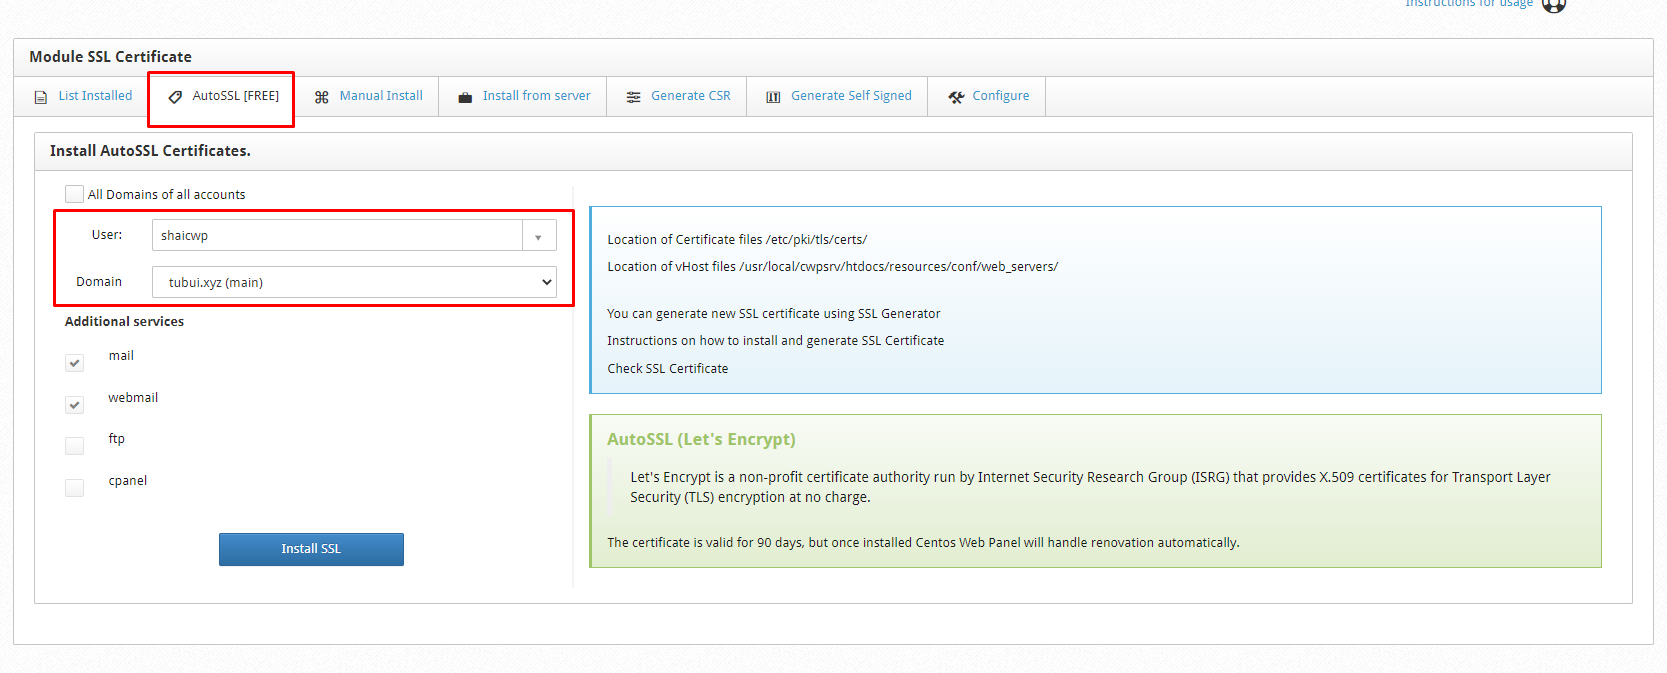 Instructions for usage
Module SSL Certificate
List Installed
AutoSSL [FREE]
Manual Install
Install from server
Generate CSR
Generate Self Signed
Configure
Install AutoSSL Certificates.
All Domains of all accounts
User:
shaicwp
Domain
tubui.xyz (main)
Additional services
mail
webmail
ftp
cpanel
Install SSL
Location of Certificate files /etc/pki/tls/certs/
Location of vHost files /usr/local/cwpsrv/htdocs/resources/conf/web_servers/
You can generate new SSL certificate using SSL Generator
Instructions on how to install and generate SSL Certificate
Check SSL Certificate
AutoSSL (Let's Encrypt)
Let's Encrypt is a non-profit certificate authority run by Internet Security Research Group (ISRG) that provides X.509 certificates for Transport Layer
Security (TLS) encryption at no charge.
The certificate is valid for 90 days, but once installed Centos Web Panel will handle renovation automatically.